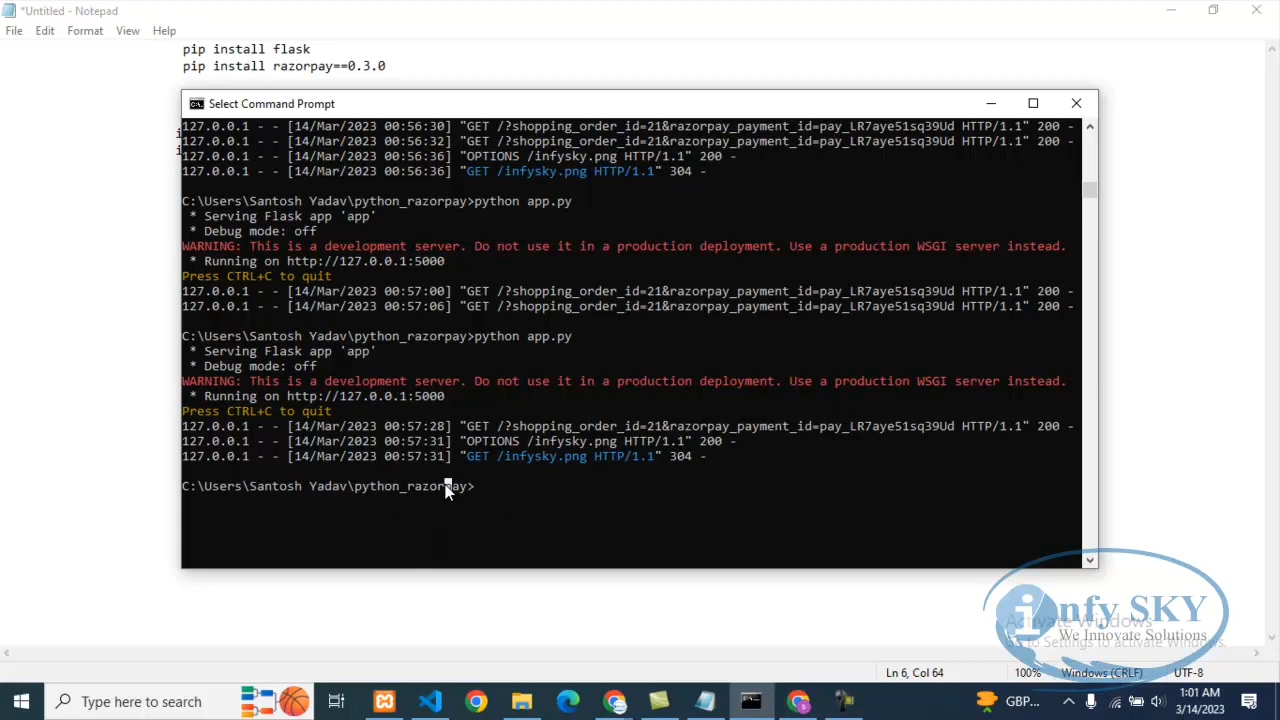 *Untitled - Notepad
File Edit Format View Help
pip install flask
pip install razorpay==0.3.0
Select Command Prompt
127.0.0.1 - - [14/Mar/2023 00:56:30] "GET /?shopping_order_id=21&razorpay_payment_id=pay_LR7aye51sq39Ud HTTP/1.1" 200 -
127.0.0.1 - - [14/Mar/2023 00:56:32] "GET /?shopping_order_id=21&razorpay_payment_id=pay_LR7aye51sq39Ud HTTP/1.1" 200 -
127.0.0.1 - - [14/Mar/2023 00:56:36] "OPTIONS /infysky.png HTTP/1.1" 200 -
127.0.0.1 - - [14/Mar/2023 00:56:36] "GET /infysky.png HTTP/1.1" 304 -
C:\Users\Santosh Yadav\python_razorpay>python app.py
* Serving Flask app 'app'
* Debug mode: off
WARNING: This is a development server. Do not use it in a production deployment. Use a production WSGI server instead.
* Running on http://127.0.0.1:5000
Press CTRL+C to quit
127.0.0.1 - - [14/Mar/2023 00:57:00] "GET /?shopping_order_id=21&razorpay_payment_id=pay_LR7aye51sq39Ud HTTP/1.1" 200 -
127.0.0.1 - - [14/Mar/2023 00:57:06] "GET /?shopping_order_id=21&razorpay_payment_id=pay_LR7aye51sq39Ud HTTP/1.1" 200 -
C:\Users\Santosh Yadav\python_razorpay>python app.py
* Serving Flask app 'app'
* Debug mode: off
WARNING: This is a development server. Do not use it in a production deployment. Use a production WSGI server instead.
* Running on http://127.0.0.1:5000
Press CTRL+C to quit
127.0.0.1 - - [14/Mar/2023 00:57:28] "GET /?shopping_order_id=21&razorpay_payment_id=pay_LR7aye51sq39Ud HTTP/1.1" 200 -
127.0.0.1 - - [14/Mar/2023 00:57:31] "OPTIONS /infysky.png HTTP/1.1" 200 -
127.0.0.1 - - [14/Mar/2023 00:57:31] "GET /infysky.png HTTP/1.1" 304 -
C:\Users\Santosh Yadav\python_razorpay>
infy SKY
We Innovate Solutions
Activate Windows
Go to Settings to activate Windows.
Ln 6, Col 64 100% Windows (CRLF) UTF-8
Type here to search
GBP...
1:01 AM
3/14/2023